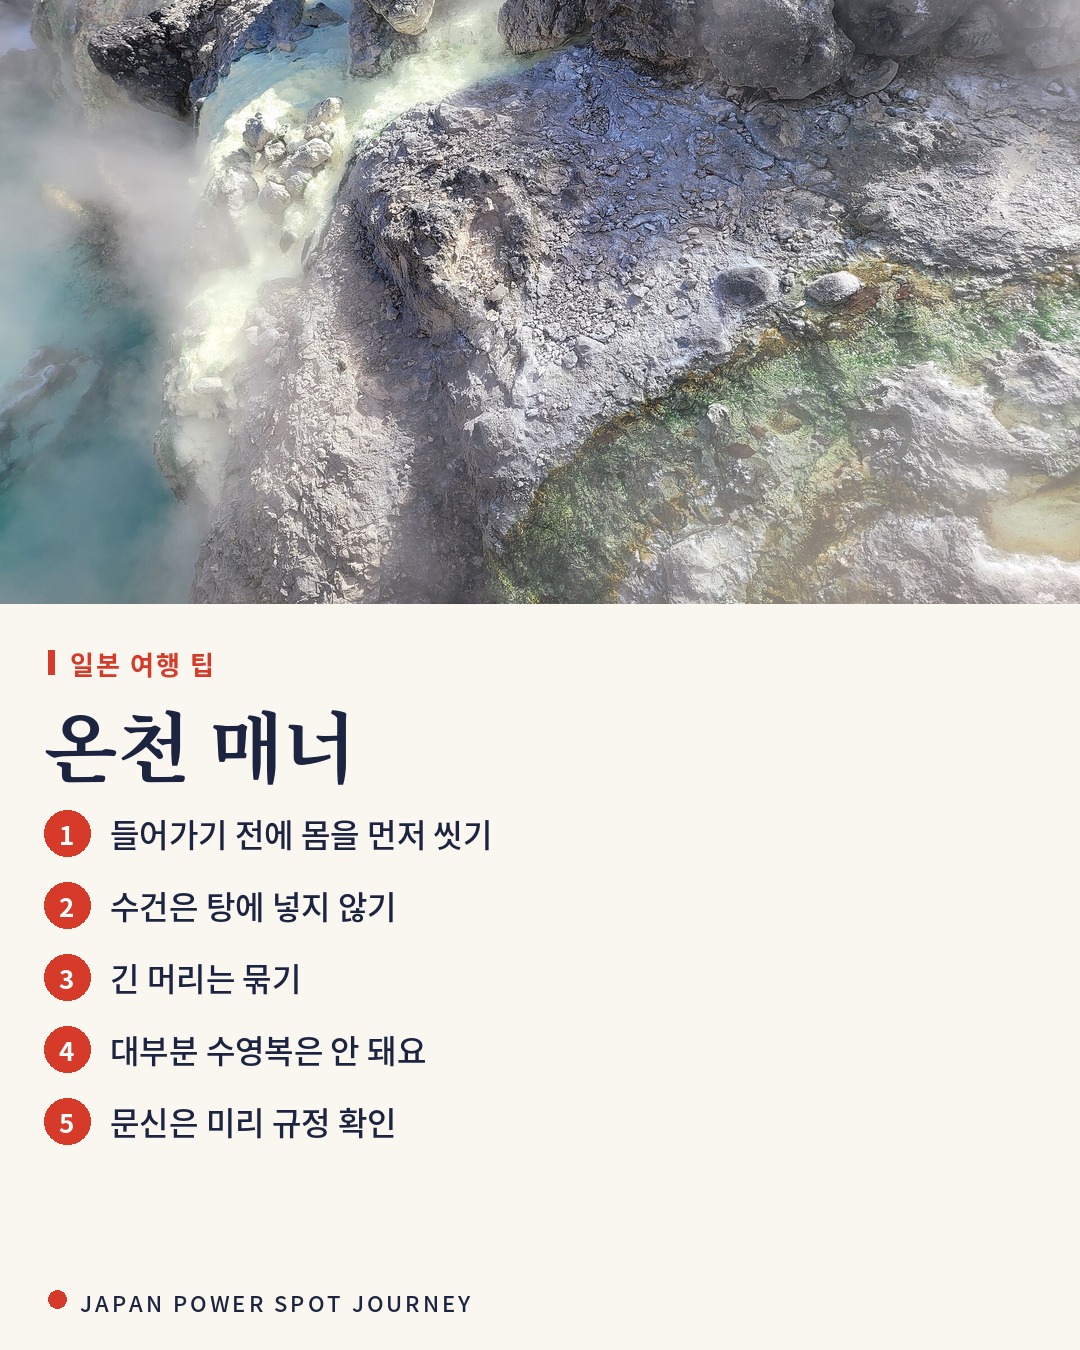 일본 여행 팁
온천 매너
1 들어가기 전에 몸을 먼저 씻기
2 수건은 탕에 넣지 않기
3 긴 머리는 묶기
4 대부분 수영복은 안 돼요
5 문신은 미리 규정 확인
JAPAN POWER SPOT JOURNEY